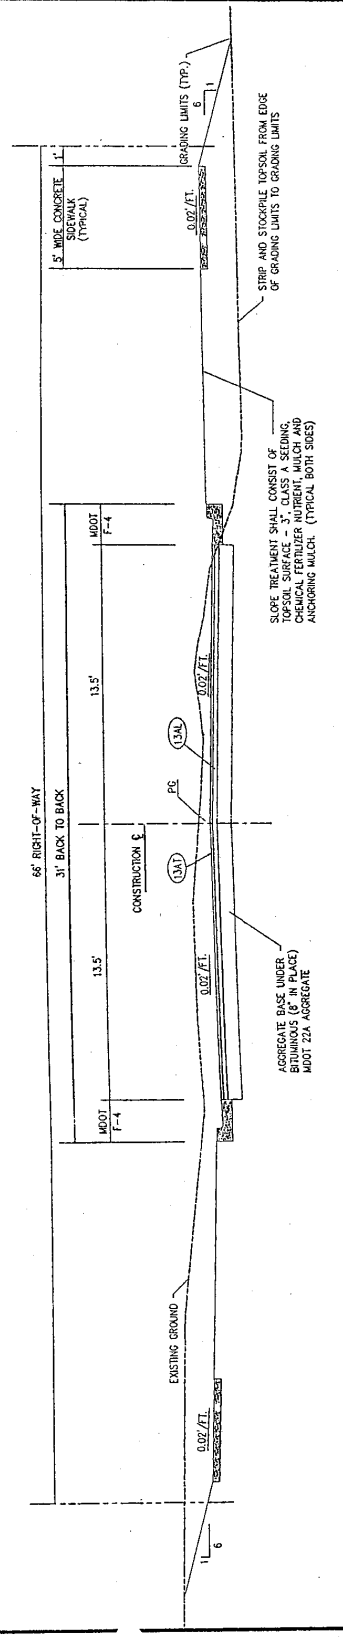 66' RIGHT-OF-WAY
31' BACK TO BACK
5' WIDE CONCRETE
SIDEWALK
(TYPICAL)
1'
MDOT
F-4
13.5'
13.5'
MDOT
F-4
CONSTRUCTION ℄
PG
GRADING LIMITS (TYP.)
EXISTING GROUND
0.02'/FT.
0.02'/FT.
0.02'/FT.
0.02'/FT.
13AT
13AL
1
6
6
1
STRIP AND STOCKPILE TOPSOIL FROM EDGE
OF GRADING LIMITS TO GRADING LIMITS
SLOPE TREATMENT SHALL CONSIST OF
TOPSOIL SURFACE - 3", CLASS A SEEDING,
CHEMICAL FERTILIZER NUTRIENT, MULCH AND
ANCHORING MULCH. (TYPICAL BOTH SIDES)
AGGREGATE BASE UNDER
BITUMINOUS (8" IN PLACE)
MDOT 22A AGGREGATE